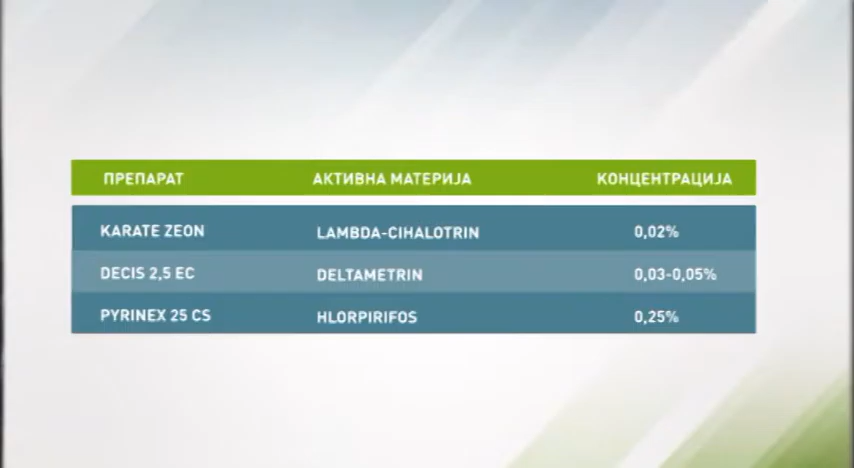 ПРЕПАРАТ АКТИВНА МАТЕРИЈА КОНЦЕНТРАЦИЈА
KARATE ZEON LAMBDA-CIHALOTRIN 0,02%
DECIS 2,5 EC DELTAMETRIN 0,03-0,05%
PYRINEX 25 CS HLORPIRIFOS 0,25%